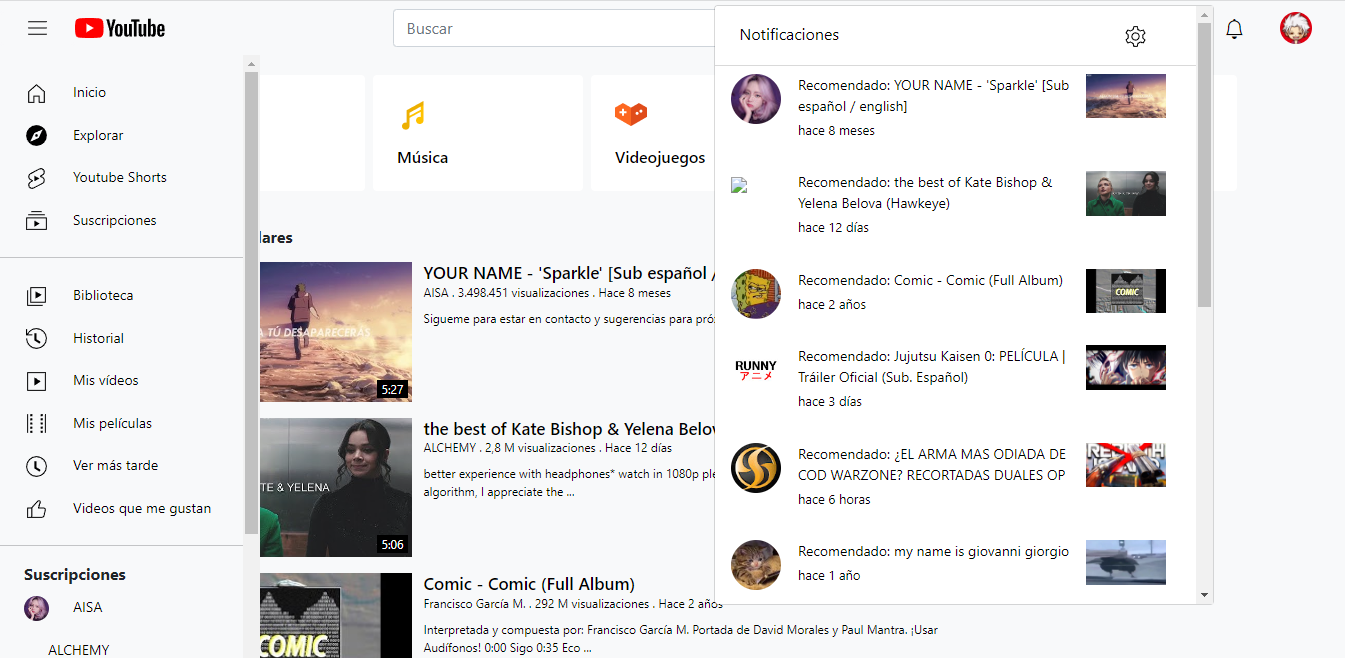 YouTube
Buscar
Inicio
Explorar
Youtube Shorts
Suscripciones
Biblioteca
Historial
Mis vídeos
Mis películas
Ver más tarde
Videos que me gustan
Suscripciones
AISA
ALCHEMY
Música
Videojuegos
lares
A TÚ DESAPARECERÁS
5:27
YOUR NAME - 'Sparkle' [Sub español /
AISA . 3.498.451 visualizaciones . Hace 8 meses
Sigueme para estar en contacto y sugerencias para pró
TE & YELENA
5:06
the best of Kate Bishop & Yelena Belov
ALCHEMY . 2,8 M visualizaciones . Hace 12 días
better experience with headphones* watch in 1080p ple
algorithm, I appreciate the ...
COMIC
Comic - Comic (Full Album)
Francisco García M. . 292 M visualizaciones . Hace 2 años
Interpretada y compuesta por: Francisco García M. Portada de David Morales y Paul Mantra. ¡Usar
Audífonos! 0:00 Sigo 0:35 Eco ...
Notificaciones
Recomendado: YOUR NAME - 'Sparkle' [Sub
español / english]
hace 8 meses
Recomendado: the best of Kate Bishop &
Yelena Belova (Hawkeye)
hace 12 días
Recomendado: Comic - Comic (Full Album)
hace 2 años
COMIC
RUNNY
アニメ
Recomendado: Jujutsu Kaisen 0: PELÍCULA |
Tráiler Oficial (Sub. Español)
hace 3 días
Recomendado: ¿EL ARMA MAS ODIADA DE
COD WARZONE? RECORTADAS DUALES OP
hace 6 horas
Recomendado: my name is giovanni giorgio
hace 1 año